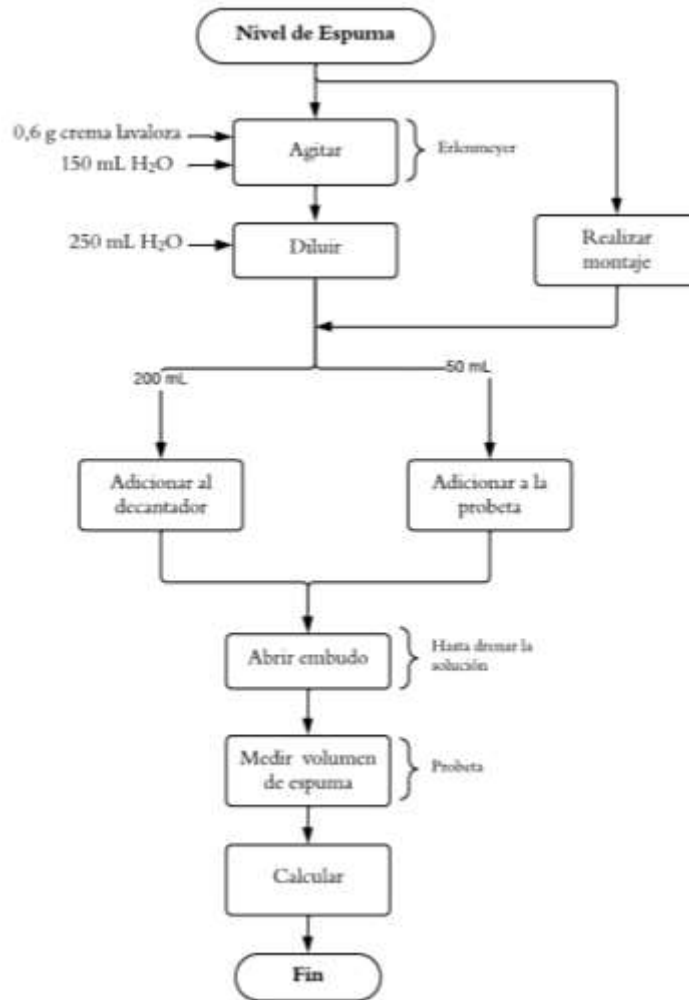 Nivel de Espuma
0,6 g crema lavaloza
150 mL H₂O
Agitar
Erlenmeyer
250 mL H₂O
Diluir
Realizar
montaje
200 mL
50 mL
Adicionar al
decantador
Adicionar a la
probeta
Abrir embudo
Hasta drenar la
solución
Medir volumen
de espuma
Probeta
Calcular
Fin